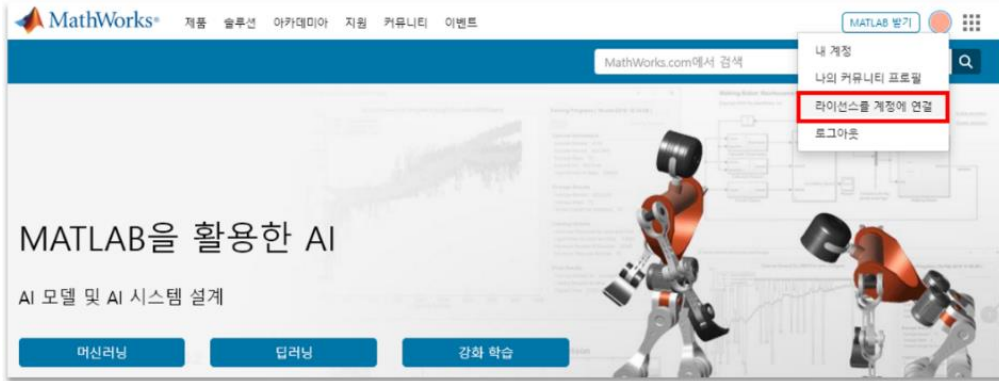 MathWorks®
제품 솔루션 아카데미아 지원 커뮤니티 이벤트
MATLAB 받기
MathWorks.com에서 검색
내 계정
나의 커뮤니티 프로필
라이선스를 계정에 연결
로그아웃
MATLAB을 활용한 AI
AI 모델 및 AI 시스템 설계
머신러닝 딥러닝 강화 학습